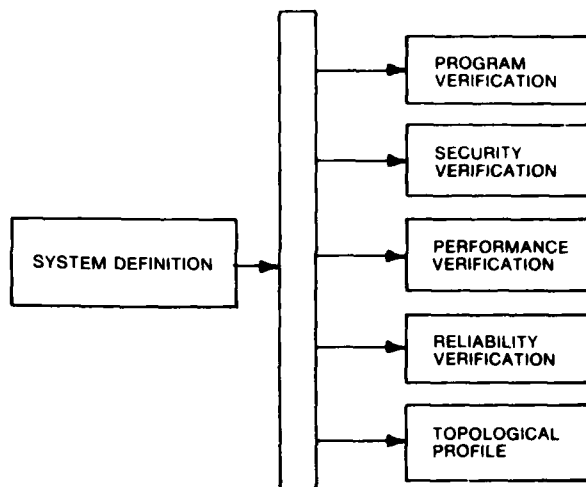 PROGRAM
VERIFICATION
SECURITY
VERIFICATION
SYSTEM DEFINITION
PERFORMANCE
VERIFICATION
RELIABILITY
VERIFICATION
TOPOLOGICAL
PROFILE